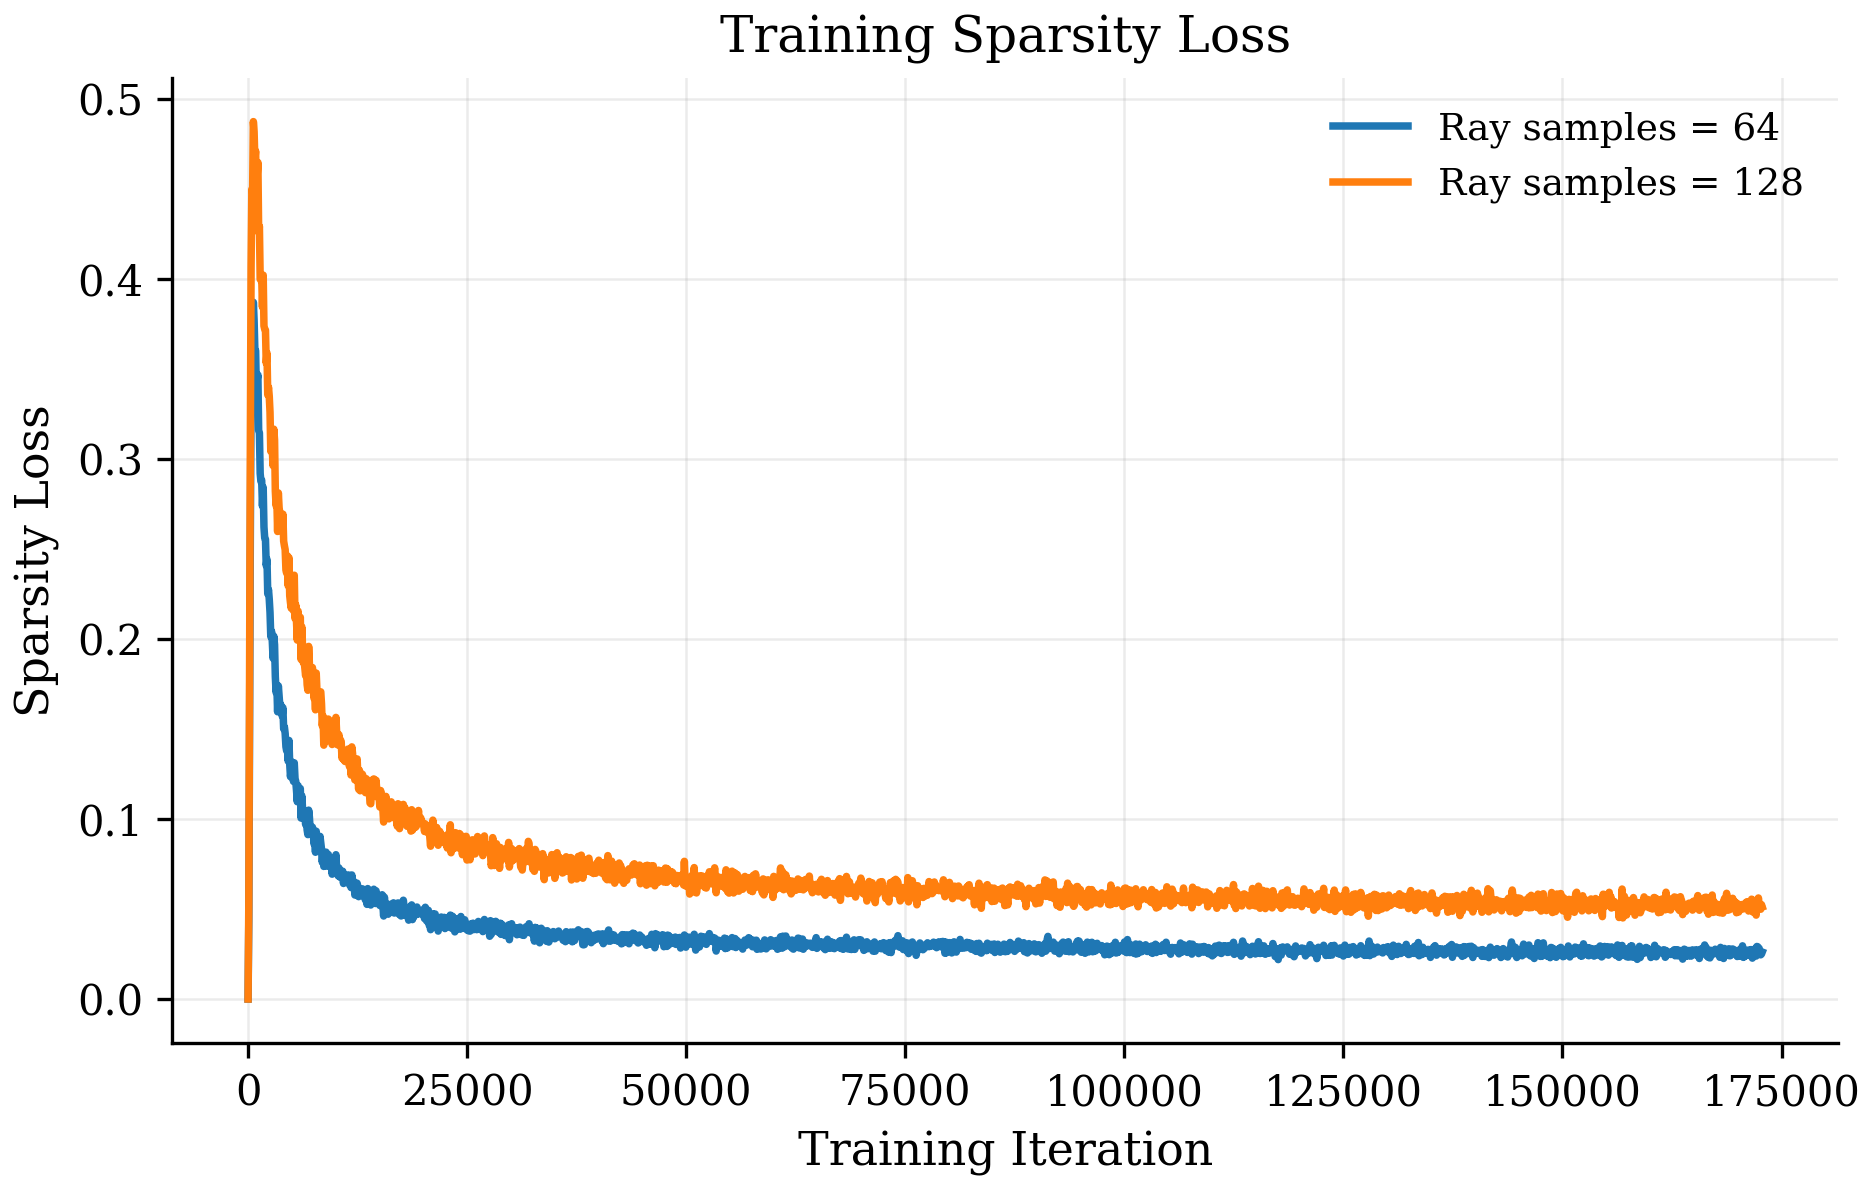 Training Sparsity Loss
Ray samples = 64
Ray samples = 128
Sparsity Loss
0.5
0.4
0.3
0.2
0.1
0.0
0 25000 50000 75000 100000 125000 150000 175000
Training Iteration